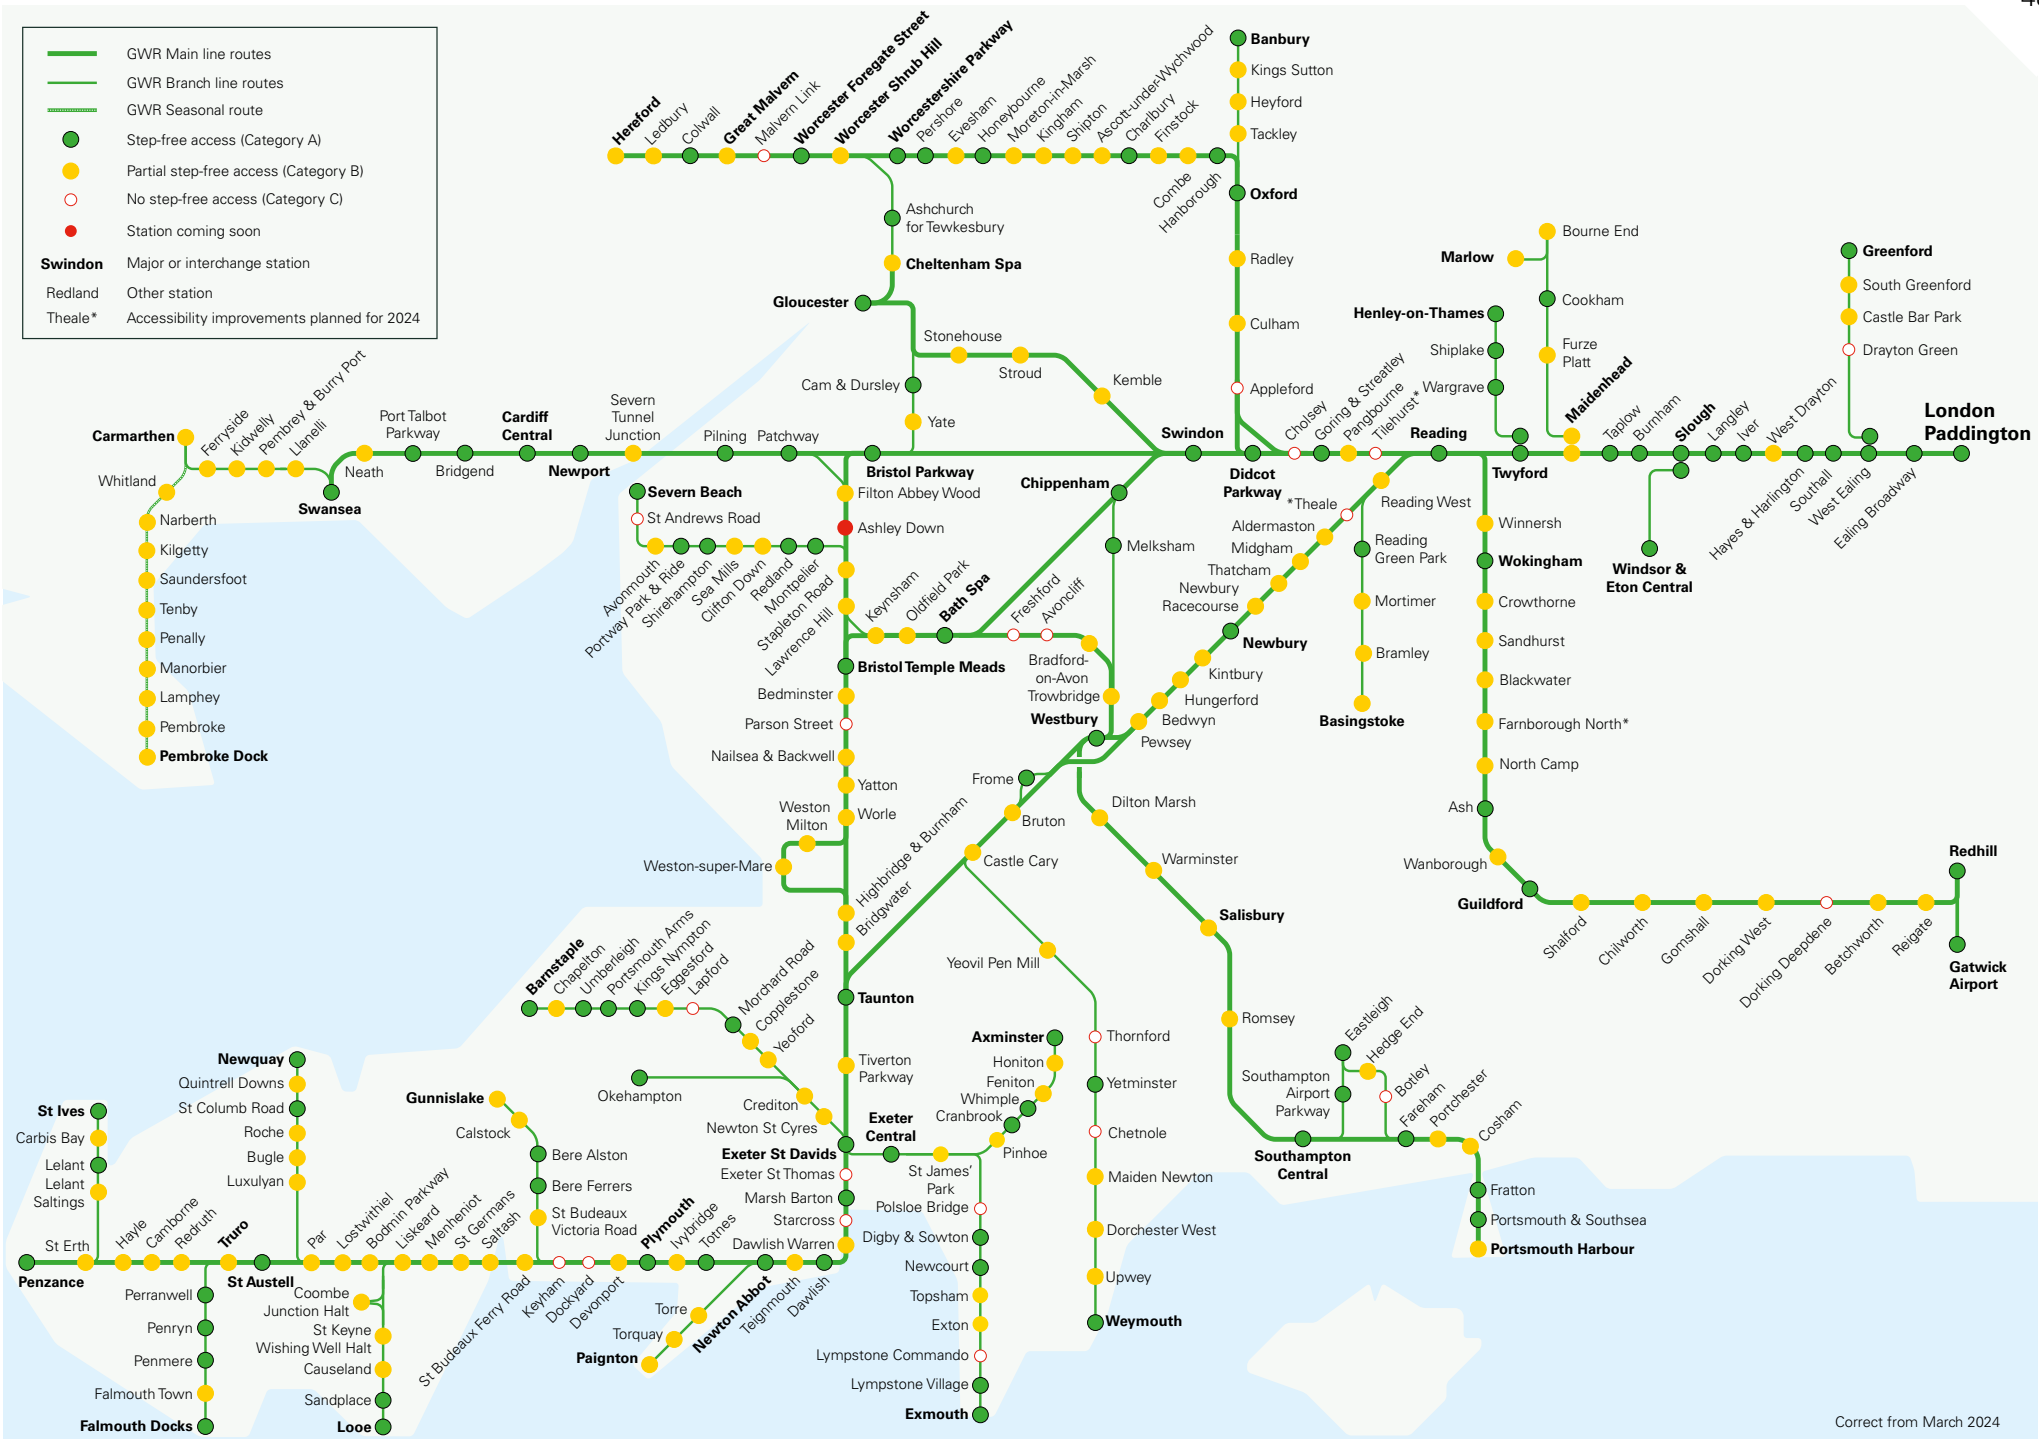 GWR Main line routes
GWR Branch line routes
GWR Seasonal route
Step-free access (Category A)
Partial step-free access (Category B)
No step-free access (Category C)
Station coming soon
Swindon Major or interchange station
Redland Other station
Theale* Accessibility improvements planned for 2024
Hereford
Ledbury
Colwall
Great Malvern
Malvern Link
Worcester Foregate Street
Worcester Shrub Hill
Worcestershire Parkway
Pershore
Evesham
Honeybourne
Moreton-in-Marsh
Kingham
Shipton
Ascott-under-Wychwood
Charlbury
Finstock
Combe
Hanborough
Banbury
Kings Sutton
Heyford
Tackley
Oxford
Radley
Culham
Appleford
Ashchurch
for Tewkesbury
Cheltenham Spa
Gloucester
Stonehouse
Stroud
Kemble
Cam & Dursley
Yate
Carmarthen
Ferryside
Kidwelly
Pembrey & Burry Port
Llanelli
Whitland
Narberth
Kilgetty
Saundersfoot
Tenby
Penally
Manorbier
Lamphey
Pembroke
Pembroke Dock
Swansea
Neath
Port Talbot
Parkway
Bridgend
Cardiff
Central
Newport
Severn
Tunnel
Junction
Pilning
Patchway
Bristol Parkway
Swindon
Didcot
Parkway
Cholsey
Goring & Streatley
Pangbourne
Tilehurst*
Reading
Twyford
Henley-on-Thames
Shiplake
Wargrave
Marlow
Bourne End
Cookham
Furze
Platt
Maidenhead
Taplow
Burnham
Slough
Langley
Iver
West Drayton
Hayes & Harlington
Southall
West Ealing
Ealing Broadway
London
Paddington
Greenford
South Greenford
Castle Bar Park
Drayton Green
Windsor &
Eton Central
Severn Beach
St Andrews Road
Avonmouth
Portway Park & Ride
Shirehampton
Sea Mills
Clifton Down
Redland
Montpelier
Filton Abbey Wood
Ashley Down
Stapleton Road
Lawrence Hill
Keynsham
Oldfield Park
Bath Spa
Freshford
Avoncliff
Bradford-
on-Avon
Trowbridge
Westbury
Chippenham
Melksham
Bristol Temple Meads
Bedminster
Parson Street
Nailsea & Backwell
Yatton
Worle
Weston
Milton
Weston-super-Mare
Highbridge & Burnham
Bridgwater
Taunton
Tiverton
Parkway
Reading West
*Theale
Aldermaston
Midgham
Thatcham
Newbury
Racecourse
Newbury
Kintbury
Hungerford
Bedwyn
Pewsey
Reading
Green Park
Mortimer
Bramley
Basingstoke
Winnersh
Wokingham
Crowthorne
Sandhurst
Blackwater
Farnborough North*
North Camp
Ash
Wanborough
Guildford
Shalford
Chilworth
Gomshall
Dorking West
Dorking Deepdene
Betchworth
Reigate
Redhill
Gatwick
Airport
Frome
Bruton
Castle Cary
Dilton Marsh
Warminster
Salisbury
Romsey
Southampton
Central
Southampton
Airport
Parkway
Eastleigh
Hedge End
Botley
Fareham
Portchester
Cosham
Fratton
Portsmouth & Southsea
Portsmouth Harbour
Yeovil Pen Mill
Thornford
Yetminster
Chetnole
Maiden Newton
Dorchester West
Upwey
Weymouth
Barnstaple
Chapelton
Umberleigh
Portsmouth Arms
Kings Nympton
Eggesford
Lapford
Morchard Road
Copplestone
Yeoford
Okehampton
Crediton
Newton St Cyres
Exeter St Davids
Exeter
Central
St James'
Park
Pinhoe
Cranbrook
Whimple
Feniton
Honiton
Axminster
Polsloe Bridge
Digby & Sowton
Newcourt
Topsham
Exton
Lympstone Commando
Lympstone Village
Exmouth
Exeter St Thomas
Marsh Barton
Starcross
Dawlish Warren
Dawlish
Teignmouth
Newton Abbot
Torre
Torquay
Paignton
Totnes
Ivybridge
Plymouth
Devonport
Dockyard
Keyham
St Budeaux Ferry Road
Gunnislake
Calstock
Bere Alston
Bere Ferrers
St Budeaux
Victoria Road
Saltash
St Germans
Menheniot
Liskeard
Bodmin Parkway
Lostwithiel
Par
Coombe
Junction Halt
St Keyne
Wishing Well Halt
Causeland
Sandplace
Looe
Newquay
Quintrell Downs
St Columb Road
Roche
Bugle
Luxulyan
St Austell
Truro
Perranwell
Penryn
Penmere
Falmouth Town
Falmouth Docks
Redruth
Camborne
Hayle
St Erth
St Ives
Carbis Bay
Lelant
Lelant
Saltings
Penzance
Correct from March 2024